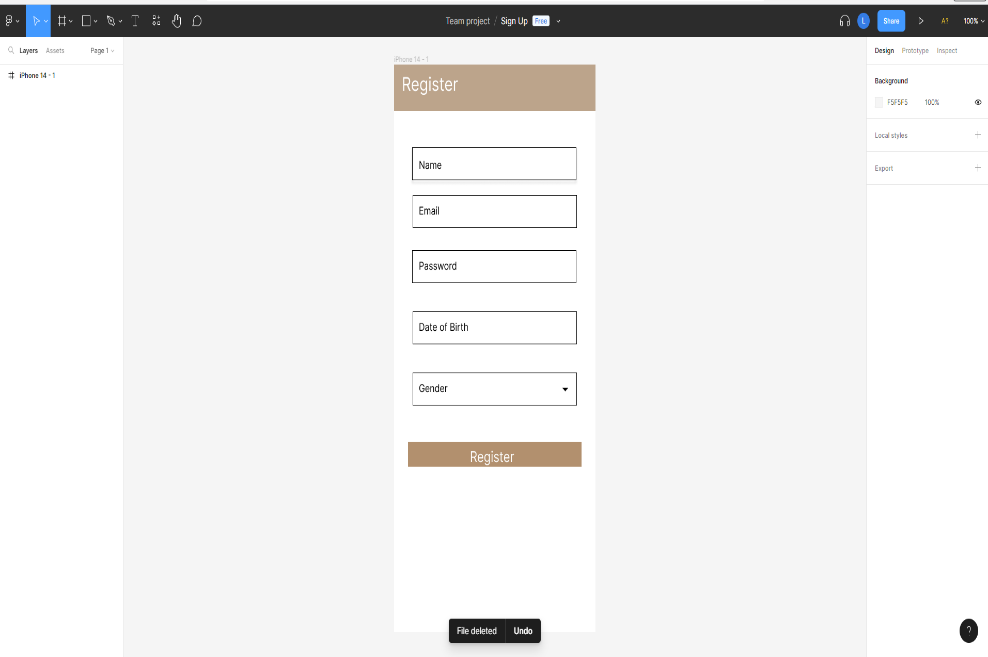 Team project / Sign Up Free
Share
A?
100%
Layers Assets Page 1
iPhone 14 - 1
iPhone 14 - 1
Register
Name
Email
Password
Date of Birth
Gender
Register
File deleted Undo
Design Prototype Inspect
Background
F5F5F5 100%
Local styles
Export
L
?